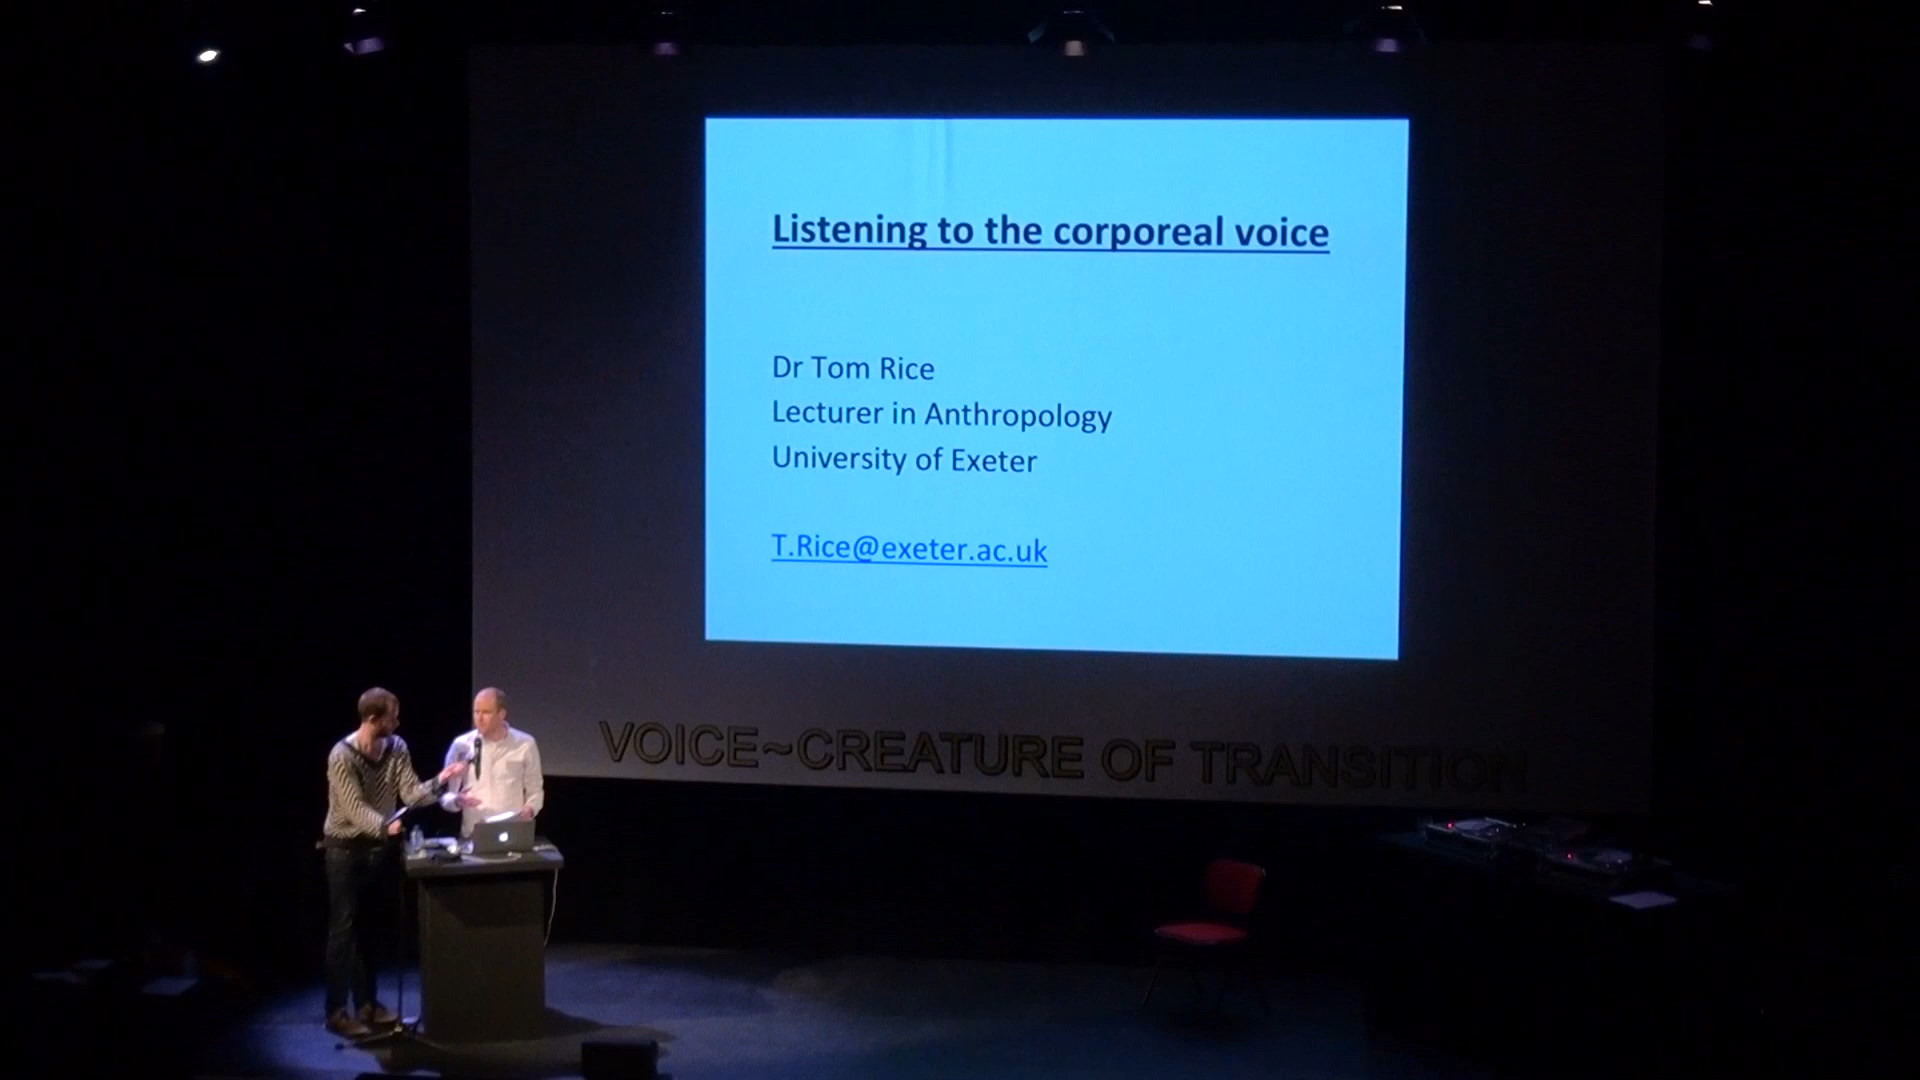 Listening to the corporeal voice
Dr Tom Rice
Lecturer in Anthropology
University of Exeter
T.Rice@exeter.ac.uk
VOICE~CREATURE OF TRANSITION